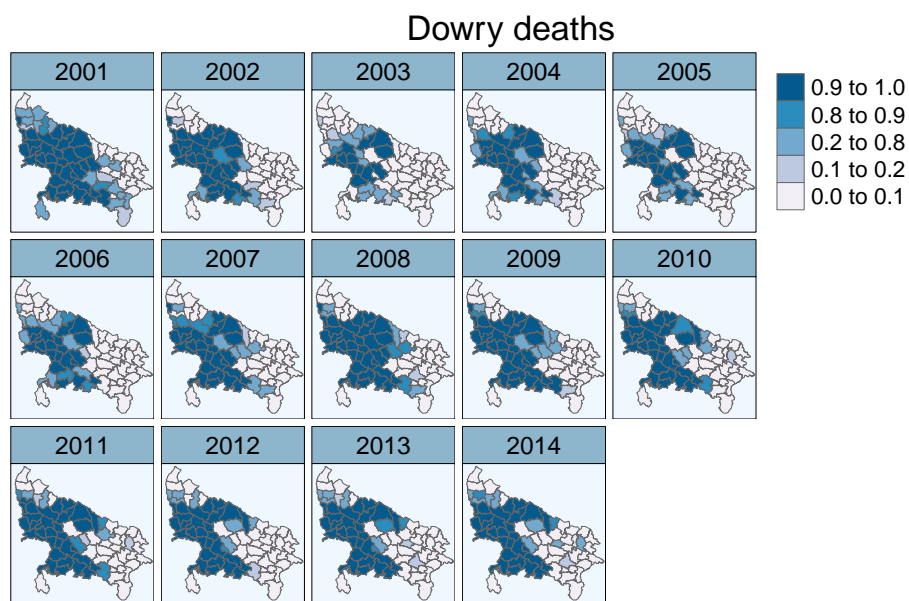 Dowry deaths
2001 2002 2003 2004 2005
0.9 to 1.0
0.8 to 0.9
0.2 to 0.8
0.1 to 0.2
0.0 to 0.1
2006 2007 2008 2009 2010
2011 2012 2013 2014